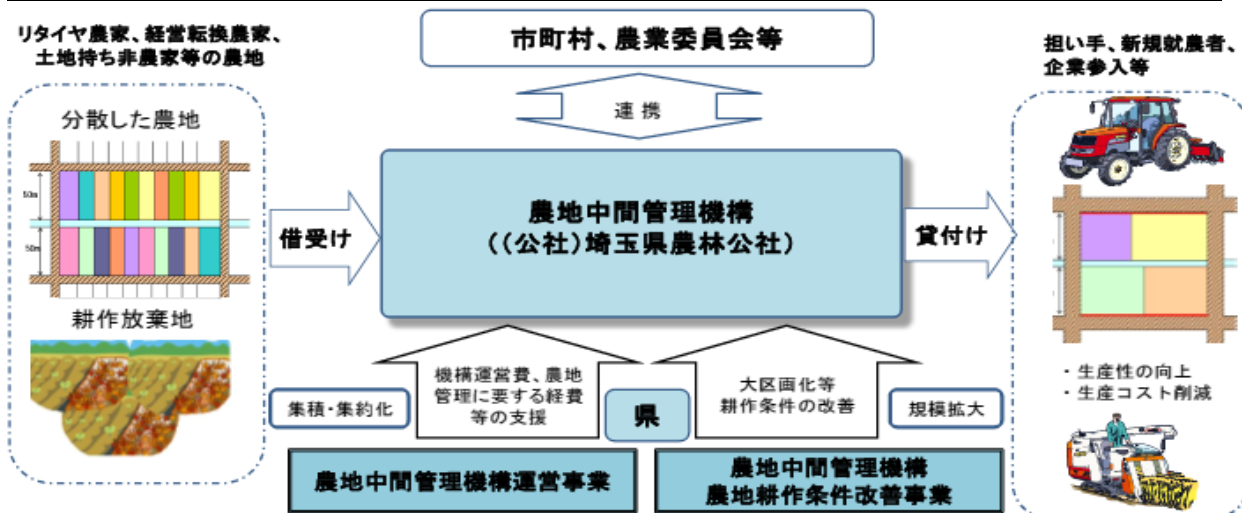 リタイヤ農家、経営転換農家、
土地持ち非農家等の農地
分散した農地
50m
50m
耕作放棄地
借受け
市町村、農業委員会等
連携
農地中間管理機構
((公社)埼玉県農林公社)
貸付け
担い手、新規就農者、
企業参入等
・生産性の向上
・生産コスト削減
集積・集約化
機構運営費、農地
管理に要する経費
等の支援
県
大区画化等
耕作条件の改善
規模拡大
農地中間管理機構運営事業
農地中間管理機構
農地耕作条件改善事業